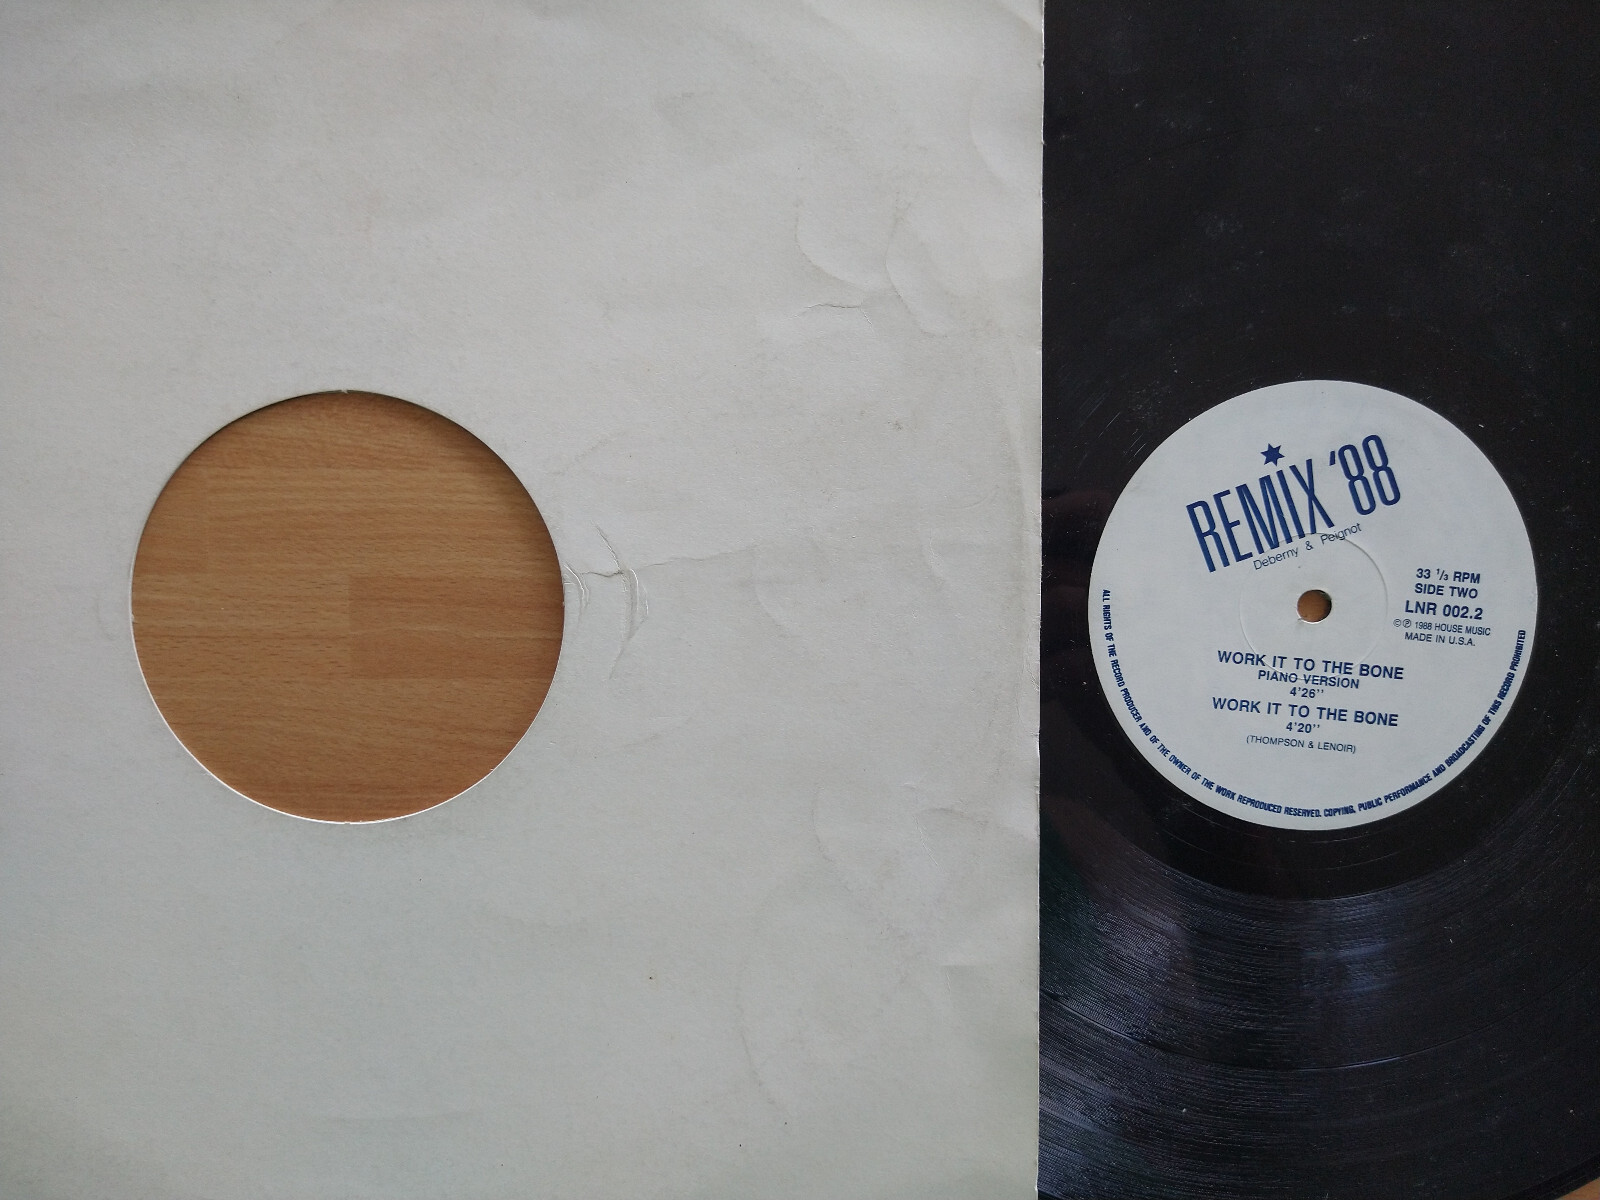 REMIX '88
Deberny & Peignot
33 1/3 RPM
SIDE TWO
LNR 002.2
©℗ 1988 HOUSE MUSIC
MADE IN U.S.A.
WORK IT TO THE BONE
PIANO VERSION
4'26''
WORK IT TO THE BONE
4'20''
(THOMPSON & LENOIR)
ALL RIGHTS OF THE RECORD PRODUCER AND OF THE OWNER OF THE WORK REPRODUCED RESERVED. COPYING, PUBLIC PERFORMANCE AND BROADCASTING OF THIS RECORD PROHIBITED